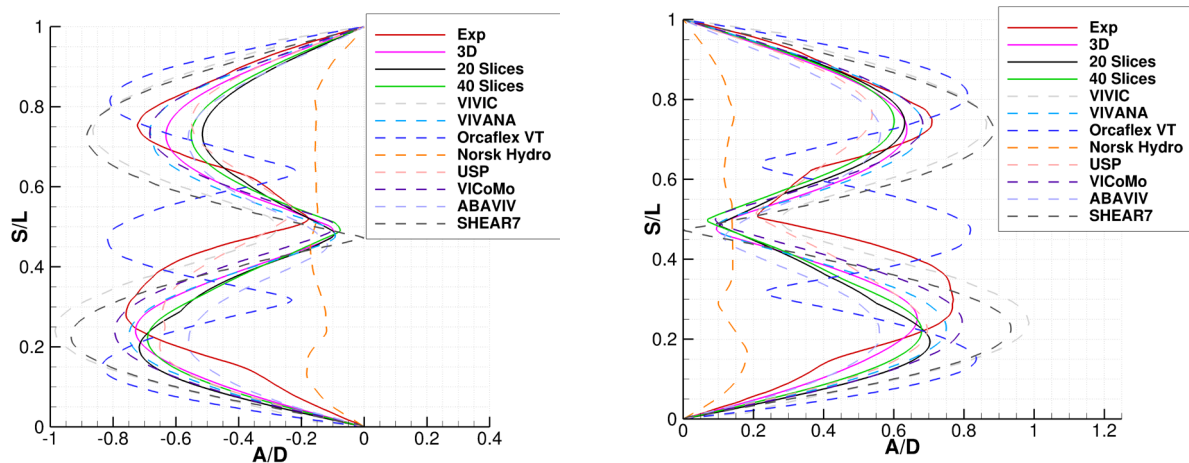 1
0.8
0.6
0.4
0.2
0
S/L
-1
-0.8
-0.6
-0.4
-0.2
0
0.2
0.4
A/D
Exp
3D
20 Slices
40 Slices
VIVIC
VIVANA
Orcaflex VT
Norsk Hydro
USP
VICoMo
ABAVIV
SHEAR7
1
0.8
0.6
0.4
0.2
0
S/L
0
0.2
0.4
0.6
0.8
1
1.2
A/D
Exp
3D
20 Slices
40 Slices
VIVIC
VIVANA
Orcaflex VT
Norsk Hydro
USP
VICoMo
ABAVIV
SHEAR7